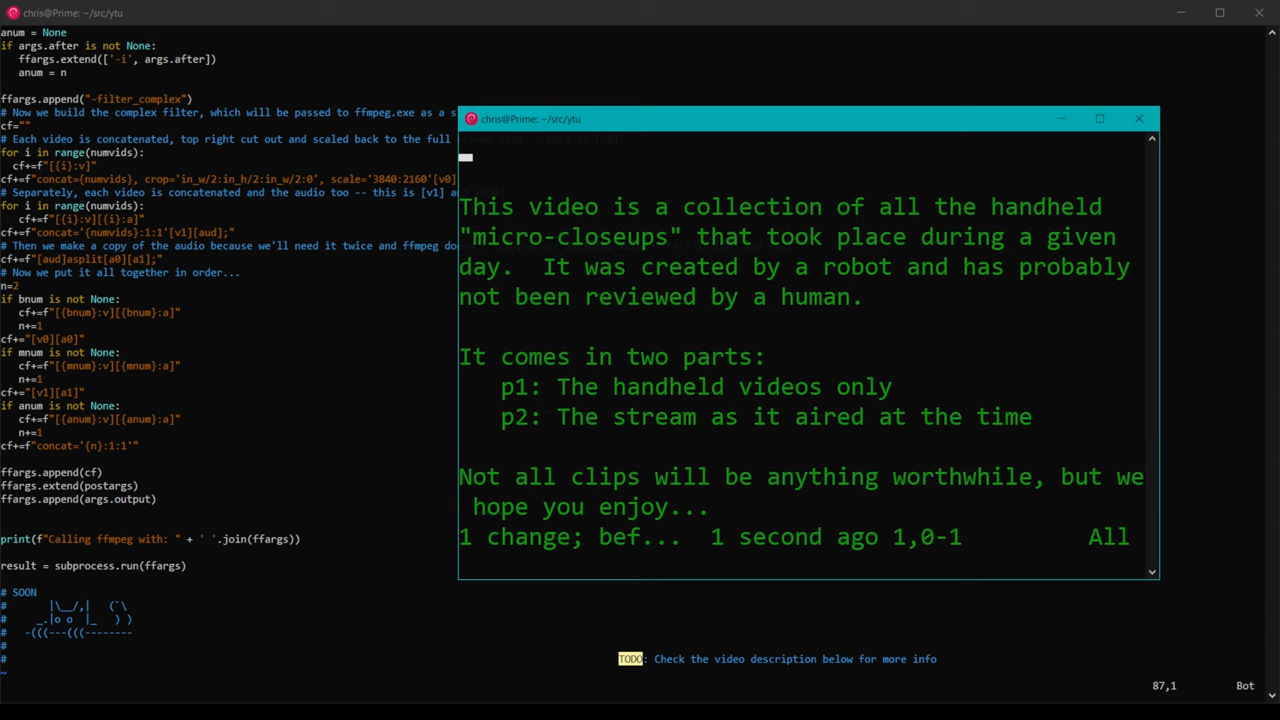 chris@Prime: ~/src/ytu
anum = None
if args.after is not None:
   ffargs.extend(['-i', args.after])
   anum = n
ffargs.append("-filter_complex")
# Now we build the complex filter, which will be passed to ffmpeg.exe as a s
cf=""
# Each video is concatenated, top right cut out and scaled back to the full
for i in range(numvids):
  cf+=f"[{i}:v]"
cf+=f"concat={numvids}, crop='in_w/2:in_h/2:in_w/2:0', scale='3840:2160'[v0]
# Separately, each video is concatenated and the audio too -- this is [v1] a
for i in range(numvids):
   cf+=f"[{i}:v][{i}:a]"
cf+=f"concat='{numvids}:1:1'[v1][aud];"
# Then we make a copy of the audio because we'll need it twice and ffmpeg do
cf+=f"[aud]asplit[a0][a1];"
# Now we put it all together in order...
n=2
if bnum is not None:
   cf+=f"[{bnum}:v][{bnum}:a]"
   n+=1
cf+="[v0][a0]"
if mnum is not None:
   cf+=f"[{mnum}:v][{mnum}:a]"
   n+=1
cf+="[v1][a1]"
if anum is not None:
   cf+=f"[{anum}:v][{anum}:a]"
   n+=1
cf+=f"concat='{n}:1:1'"
ffargs.append(cf)
ffargs.extend(postargs)
ffargs.append(args.output)
print(f"Calling ffmpeg with: " + ' '.join(ffargs))
result = subprocess.run(ffargs)
# SOON
#      |\__/,|   (`\
#    _.|o o  |_   ) )
#  -(((---(((--------
#
#
~
chris@Prime: ~/src/ytu
This video is a collection of all the handheld
"micro-closeups" that took place during a given
day.  It was created by a robot and has probably
not been reviewed by a human.
It comes in two parts:
   p1: The handheld videos only
   p2: The stream as it aired at the time
Not all clips will be anything worthwhile, but we
 hope you enjoy...
1 change; bef...  1 second ago 1,0-1         All
TODO: Check the video description below for more info
87,1          Bot